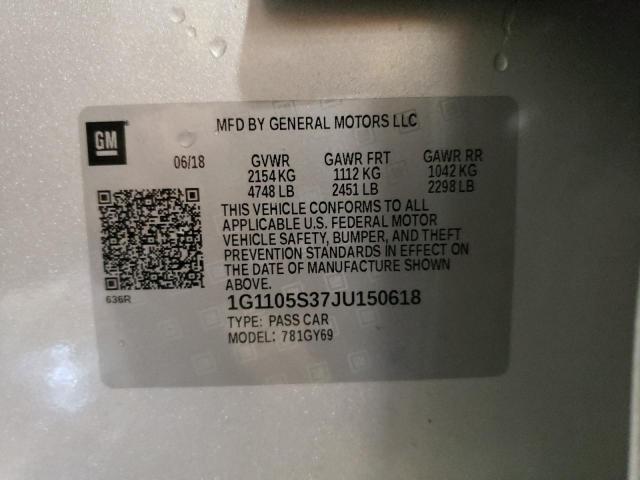 GM
MFD BY GENERAL MOTORS LLC
06/18 GVWR GAWR FRT GAWR RR
2154 KG 1112 KG 1042 KG
4748 LB 2451 LB 2298 LB
THIS VEHICLE CONFORMS TO ALL
APPLICABLE U.S. FEDERAL MOTOR
VEHICLE SAFETY, BUMPER, AND THEFT
PREVENTION STANDARDS IN EFFECT ON
THE DATE OF MANUFACTURE SHOWN
ABOVE.
636R
1G1105S37JU150618
TYPE: PASS CAR
MODEL: 781GY69